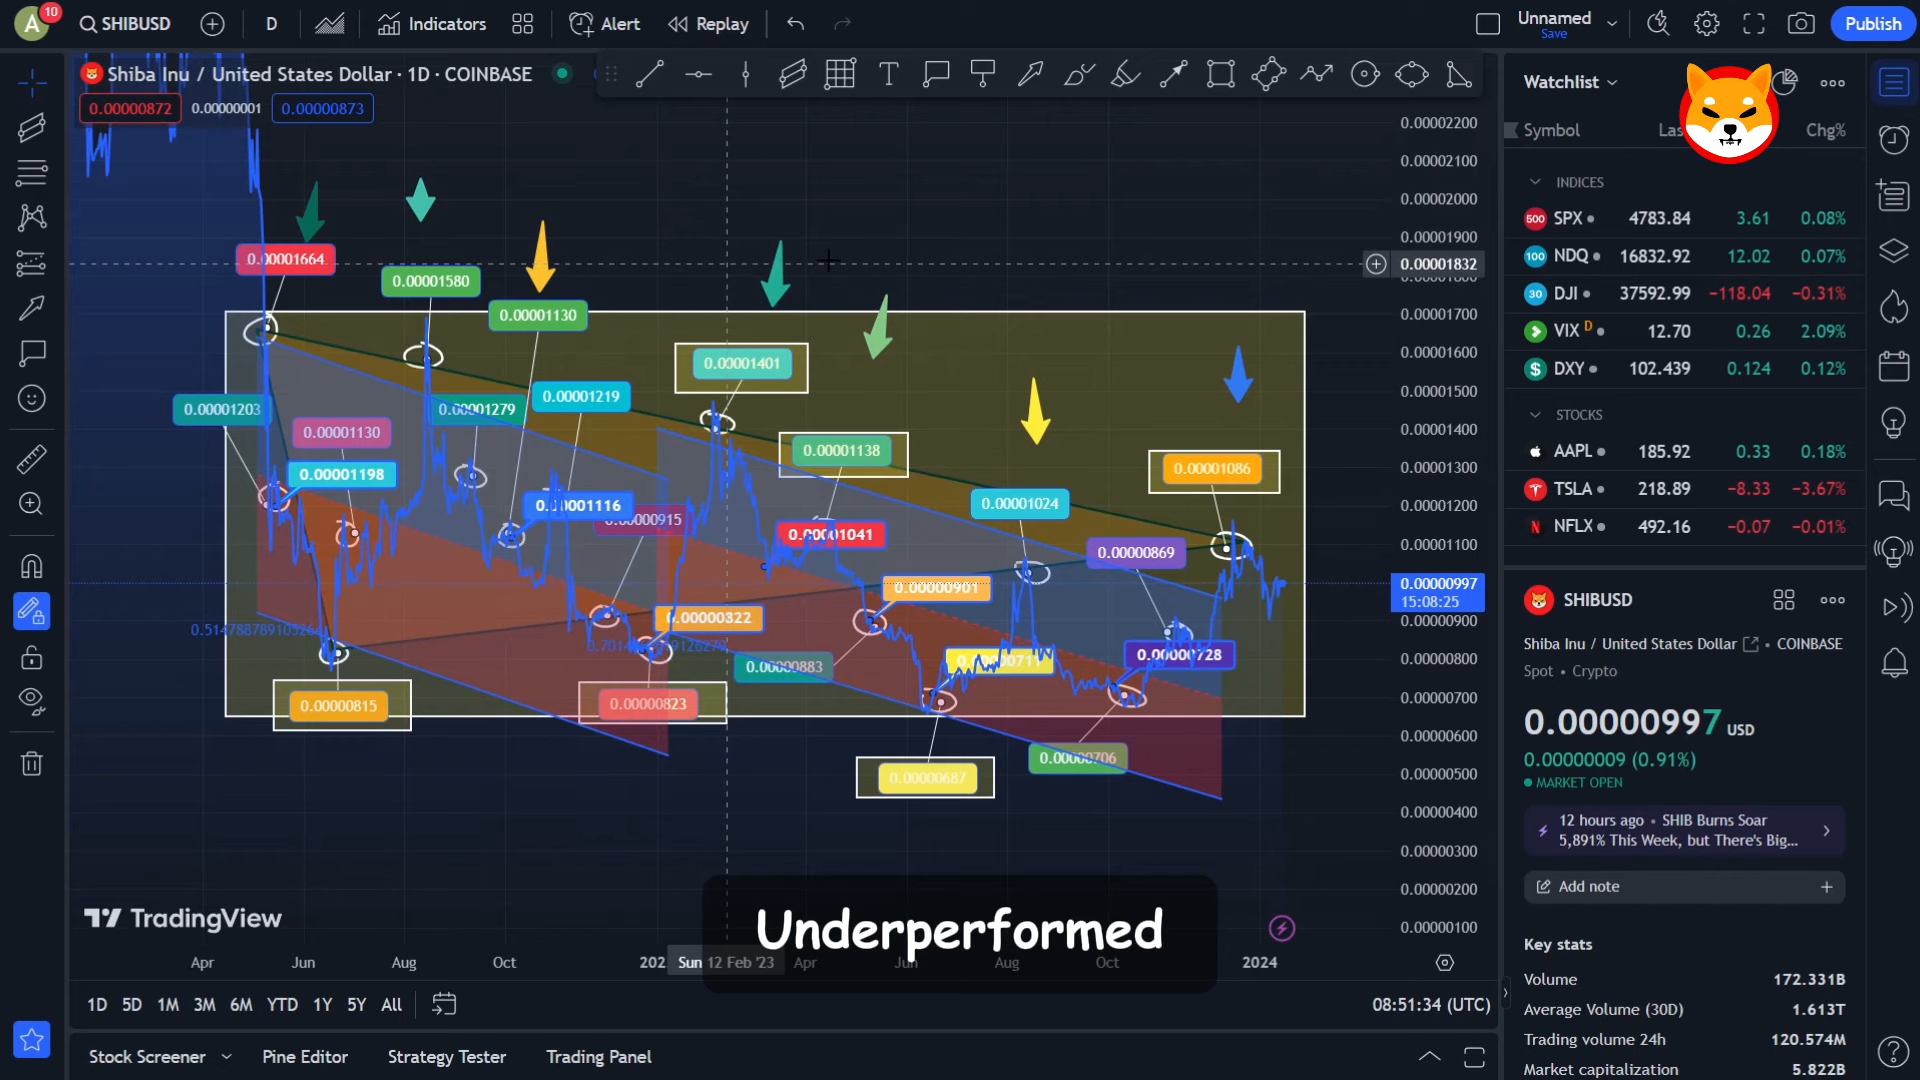 A
10
SHIBUSD
D
Indicators
Alert
Replay
Unnamed
Save
Publish
Shiba Inu / United States Dollar · 1D · COINBASE
0.00000872
0.00000001
0.00000873
0.00002200
0.00002100
0.00002000
0.00001900
0.00001832
0.00001700
0.00001600
0.00001500
0.00001400
0.00001300
0.00001200
0.00001100
0.00000997
15:08:25
0.00000900
0.00000800
0.00000700
0.00000600
0.00000500
0.00000400
0.00000300
0.00000200
0.00000100
0.00001664
0.00001580
0.00001130
0.00001401
0.00001219
0.00001203
0.00001279
0.00001130
0.00001138
0.00001086
0.00001198
0.00001116
0.00000915
0.00001024
0.00001041
0.00000869
0.00000901
0.00000728
0.00000883
0.00000815
0.00000823
0.00000687
0.00000706
TradingView
Underperformed
Apr
Jun
Aug
Oct
Sun 12 Feb '23
Apr
Jun
Aug
Oct
2024
1D 5D 1M 3M 6M YTD 1Y 5Y All
08:51:34 (UTC)
Stock Screener
Pine Editor
Strategy Tester
Trading Panel
Watchlist
Symbol
Chg%
INDICES
500 SPX 4783.84 3.61 0.08%
100 NDQ 16832.92 12.02 0.07%
30 DJI 37592.99 −118.04 −0.31%
VIX D 12.70 0.26 2.09%
$ DXY 102.439 0.124 0.12%
STOCKS
AAPL 185.92 0.33 0.18%
TSLA 218.89 −8.33 −3.67%
N NFLX 492.16 −0.07 −0.01%
SHIBUSD
Shiba Inu / United States Dollar • COINBASE
Spot • Crypto
0.00000997 USD
0.00000009 (0.91%)
MARKET OPEN
12 hours ago • SHIB Burns Soar
5,891% This Week, but There's Big...
Add note
Key stats
Volume 172.331B
Average Volume (30D) 1.613T
Trading volume 24h 120.574M
Market capitalization 5.822B